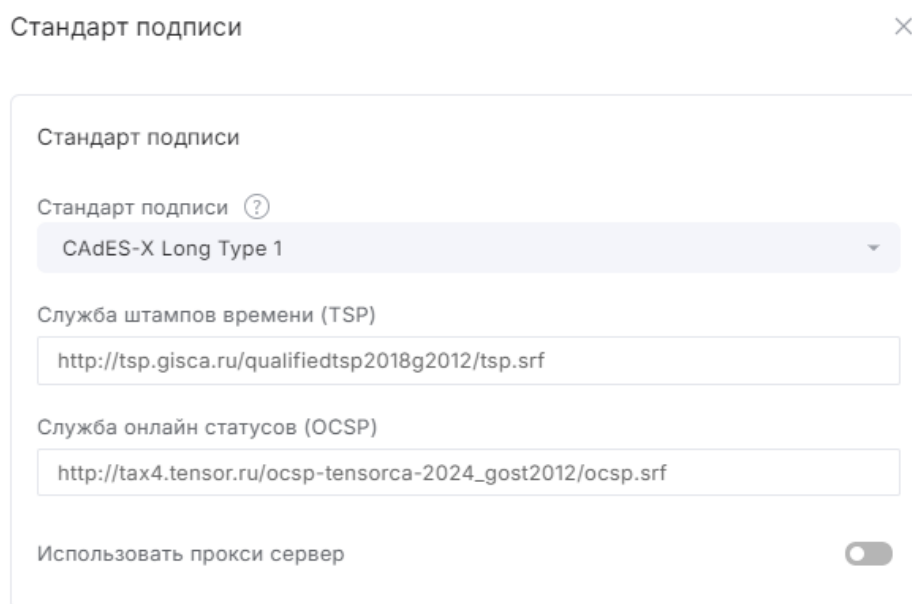 Стандарт подписи
Стандарт подписи
Стандарт подписи ?
CAdES-X Long Type 1
Служба штампов времени (TSP)
http://tsp.gisca.ru/qualifiedtsp2018g2012/tsp.srf
Служба онлайн статусов (OCSP)
http://tax4.tensor.ru/ocsp-tensorca-2024_gost2012/ocsp.srf
Использовать прокси сервер